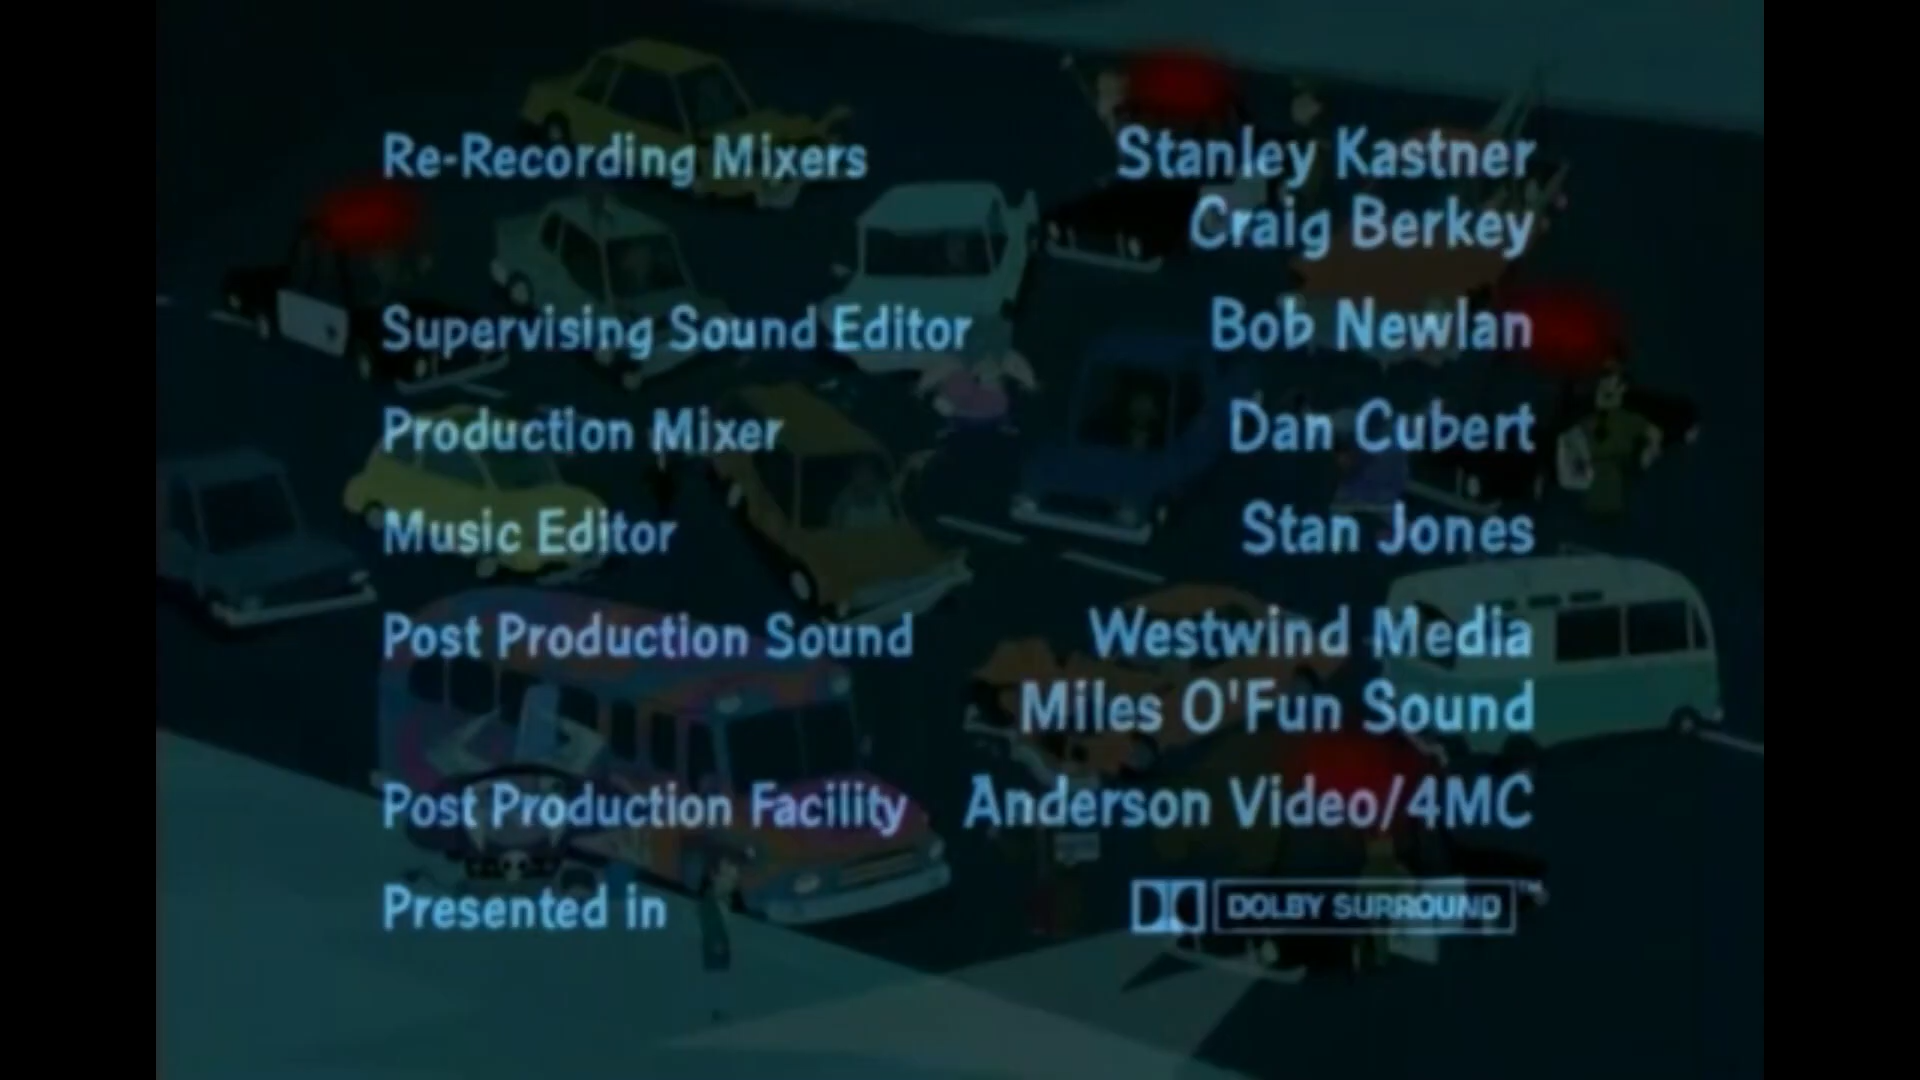 Re-Recording Mixers Stanley Kastner
Craig Berkey
Supervising Sound Editor Bob Newlan
Production Mixer Dan Cubert
Music Editor Stan Jones
Post Production Sound Westwind Media
Miles O'Fun Sound
Post Production Facility Anderson Video/4MC
Presented in DOLBY SURROUND™